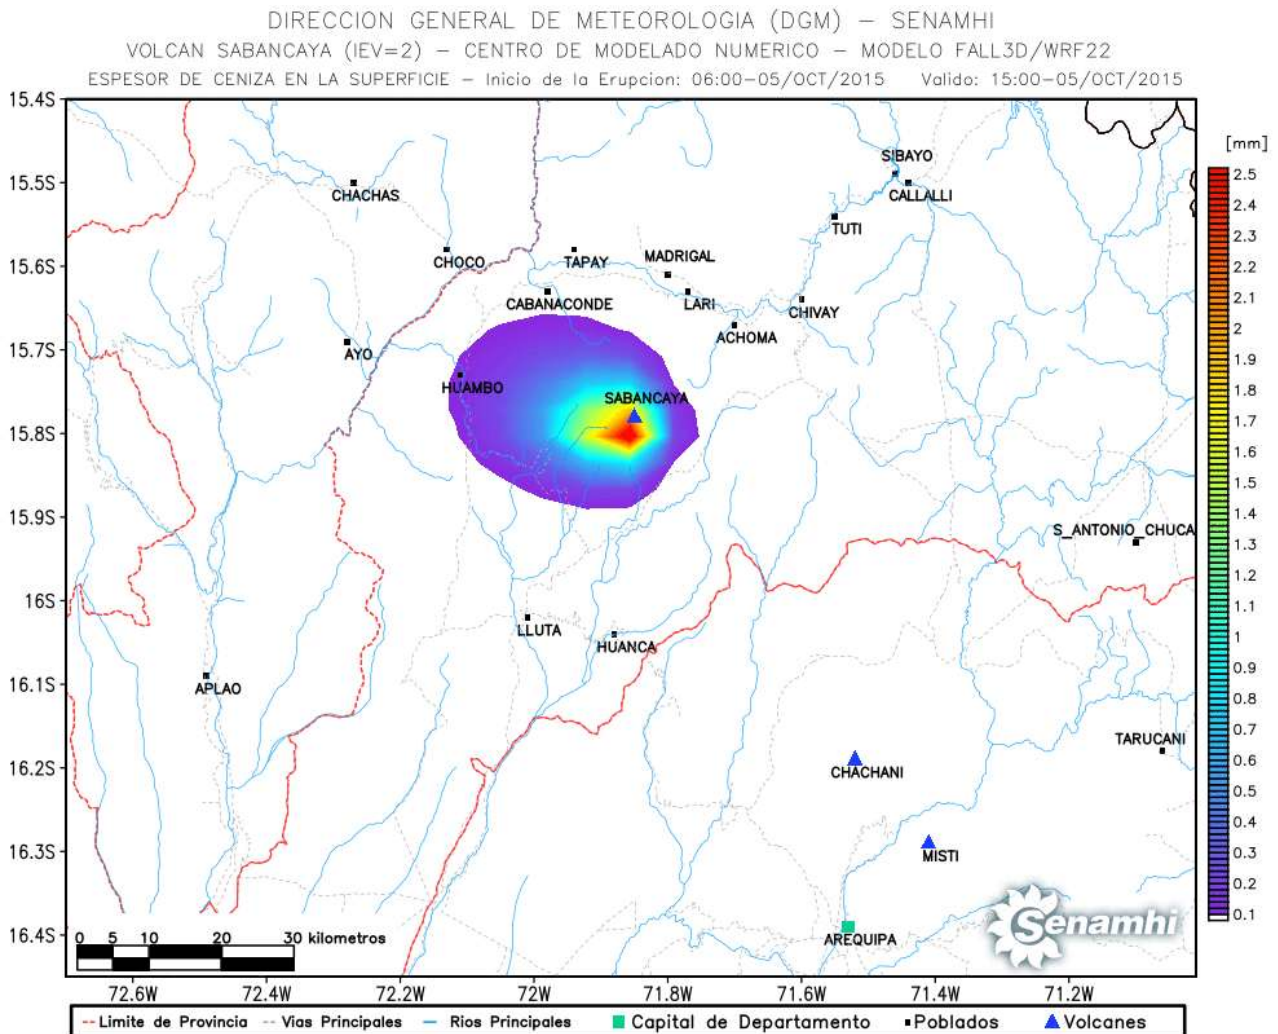 DIRECCION GENERAL DE METEOROLOGIA (DGM) – SENAMHI
VOLCAN SABANCAYA (IEV=2) – CENTRO DE MODELADO NUMERICO – MODELO FALL3D/WRF22
ESPESOR DE CENIZA EN LA SUPERFICIE – Inicio de la Erupcion: 06:00–05/OCT/2015 Valido: 15:00–05/OCT/2015
15.4S
15.5S
15.6S
15.7S
15.8S
15.9S
16S
16.1S
16.2S
16.3S
16.4S
SIBAYO
CALLALLI
CHACHAS
TUTI
CHOCO
TAPAY
MADRIGAL
CABANACONDE
LARI
CHIVAY
ACHOMA
AYO
HUAMBO
SABANCAYA
S_ANTONIO_CHUCA
LLUTA
HUANCA
APLAO
TARUCANI
CHACHANI
MISTI
AREQUIPA
Senamhi
0 5 10 20 30 kilometros
72.6W 72.4W 72.2W 72W 71.8W 71.6W 71.4W 71.2W
[mm]
2.5
2.4
2.3
2.2
2.1
2
1.9
1.8
1.7
1.6
1.5
1.4
1.3
1.2
1.1
1
0.9
0.8
0.7
0.6
0.5
0.4
0.3
0.2
0.1
Limite de Provincia Vias Principales Rios Principales Capital de Departamento Poblados Volcanes